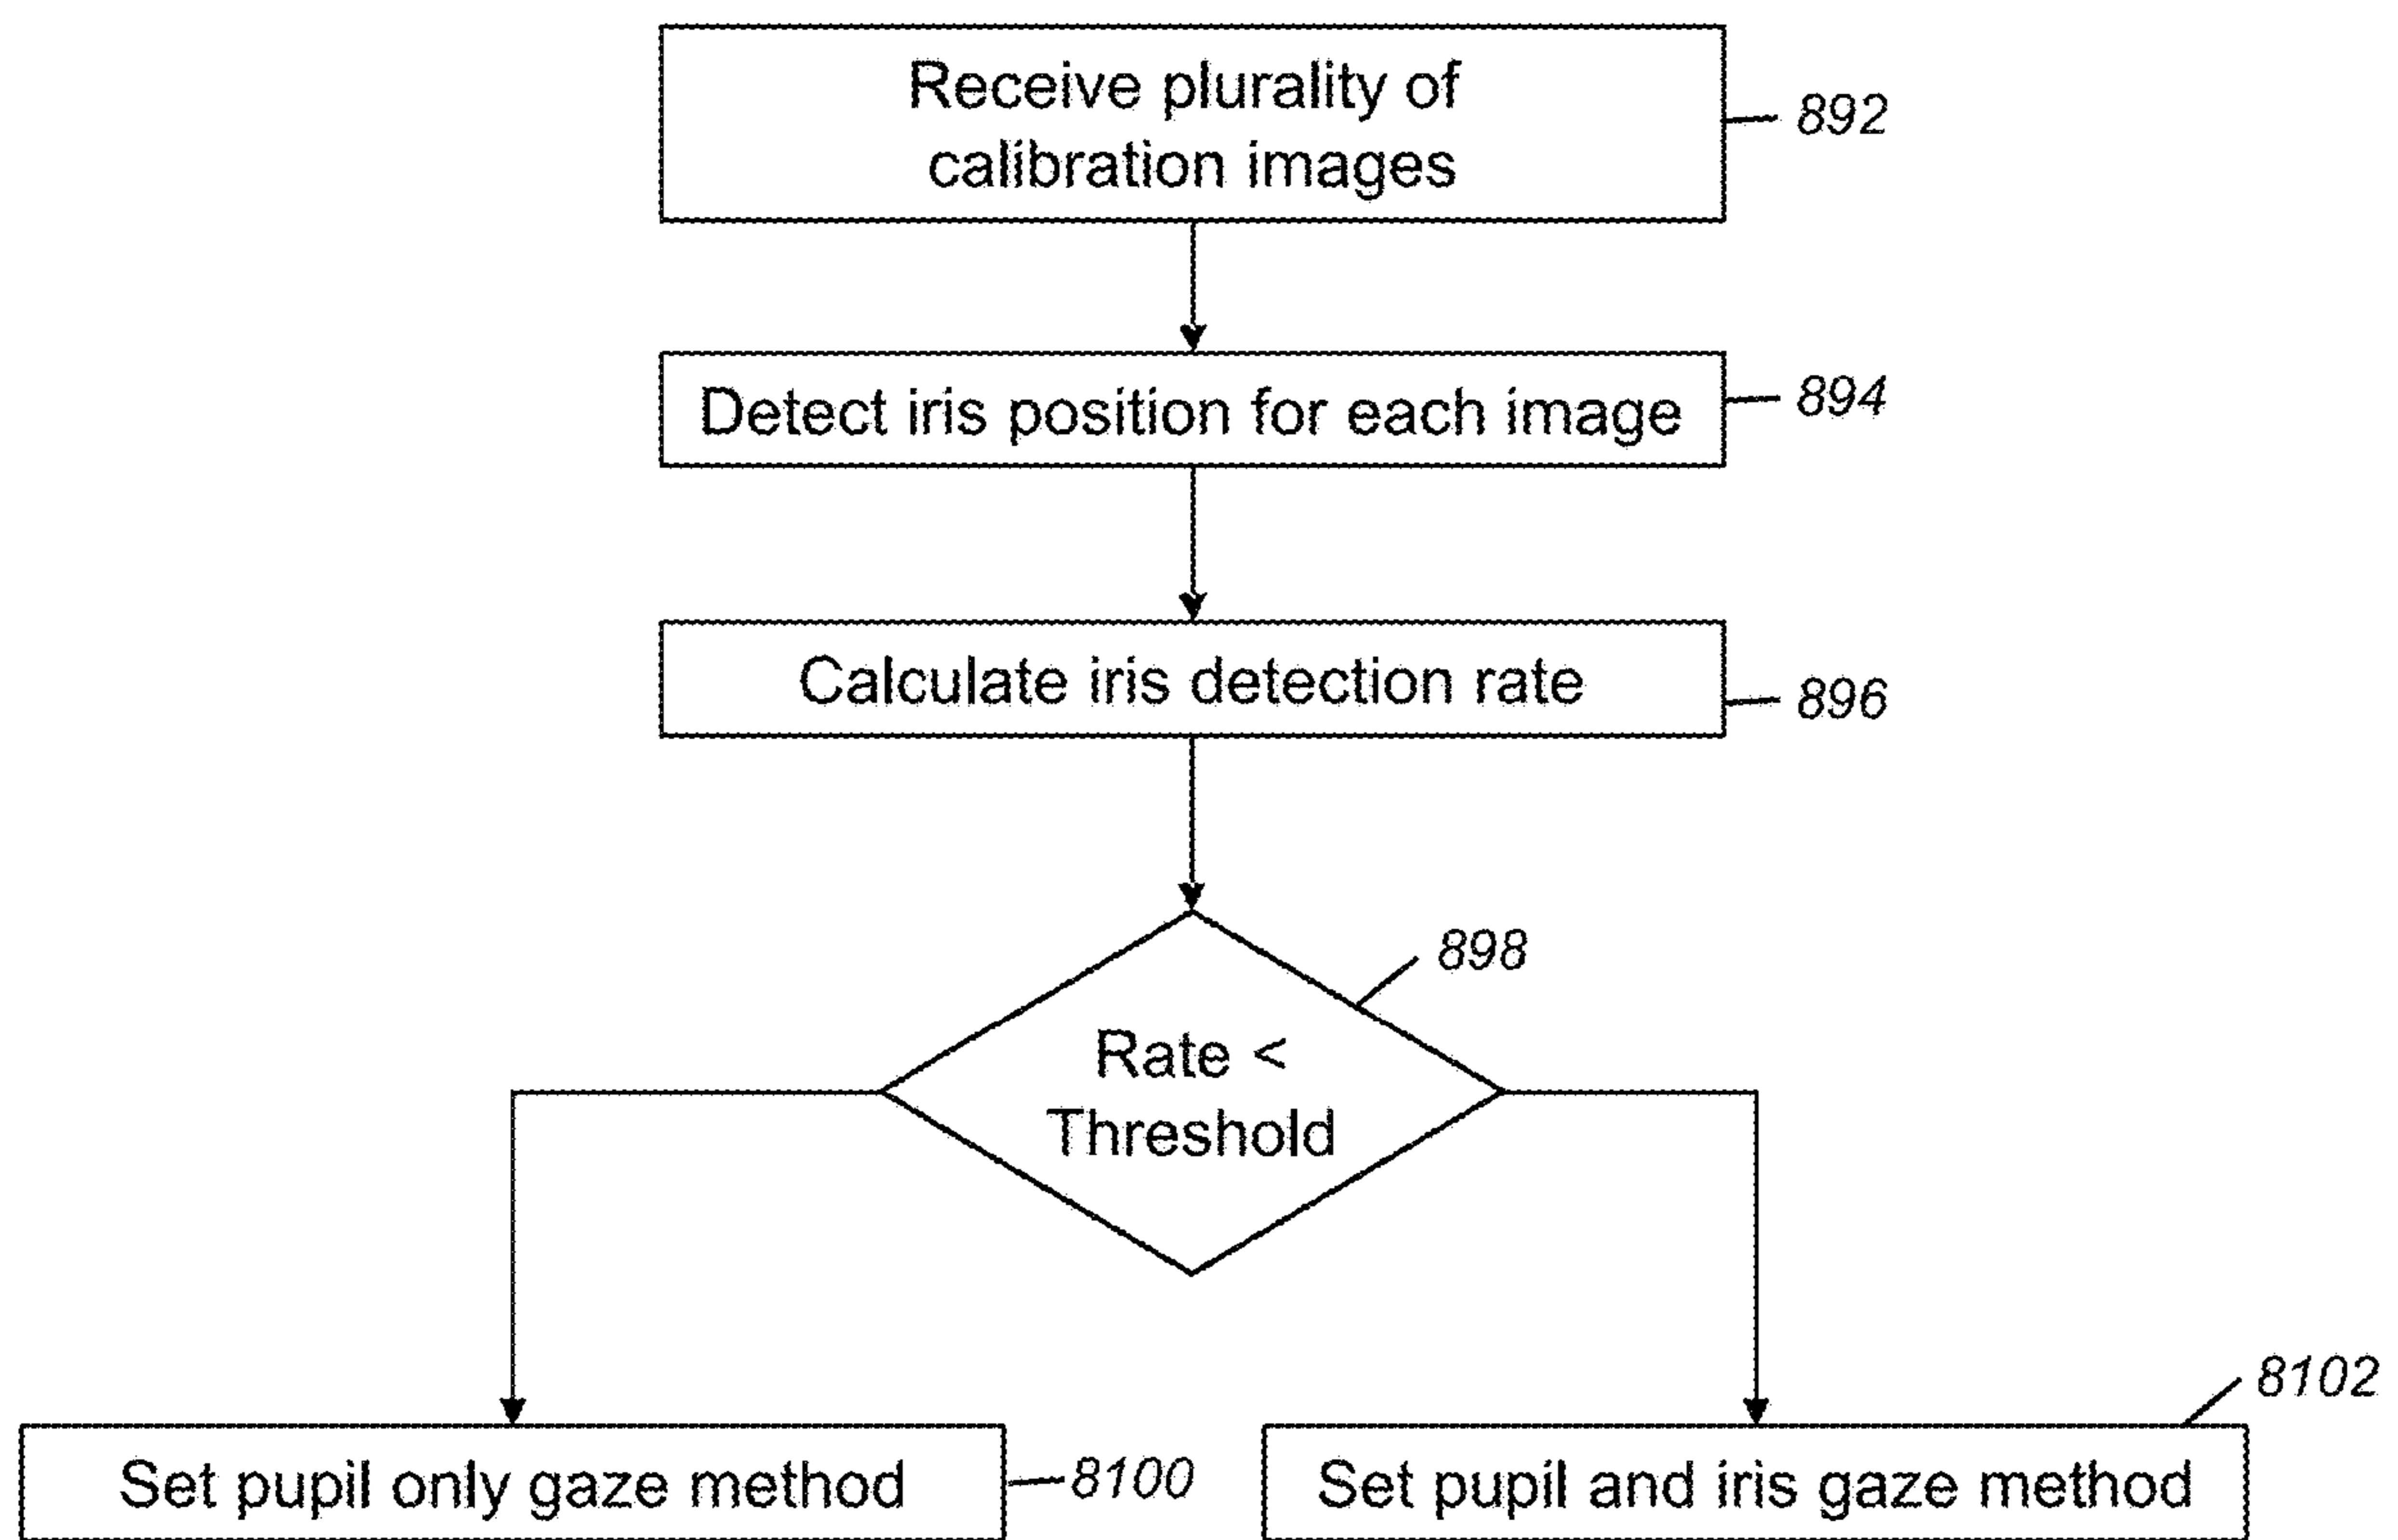 Receive plurality of
calibration images
892
Detect iris position for each image
894
Calculate iris detection rate
896
898
Rate <
Threshold
Set pupil only gaze method
8100
Set pupil and iris gaze method
8102